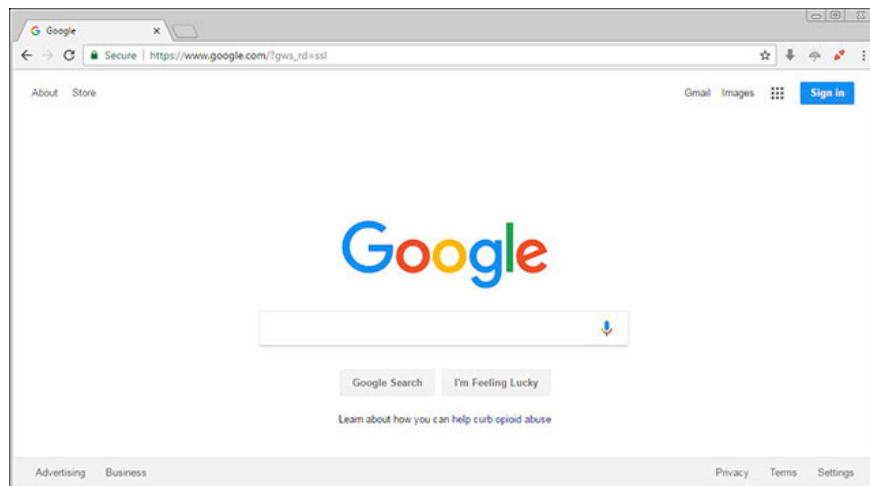 Google
Secure | https://www.google.com/?gws_rd=ssl
About Store Gmail Images Sign in
Google
Google Search I'm Feeling Lucky
Learn about how you can help curb opioid abuse
Advertising Business Privacy Terms Settings